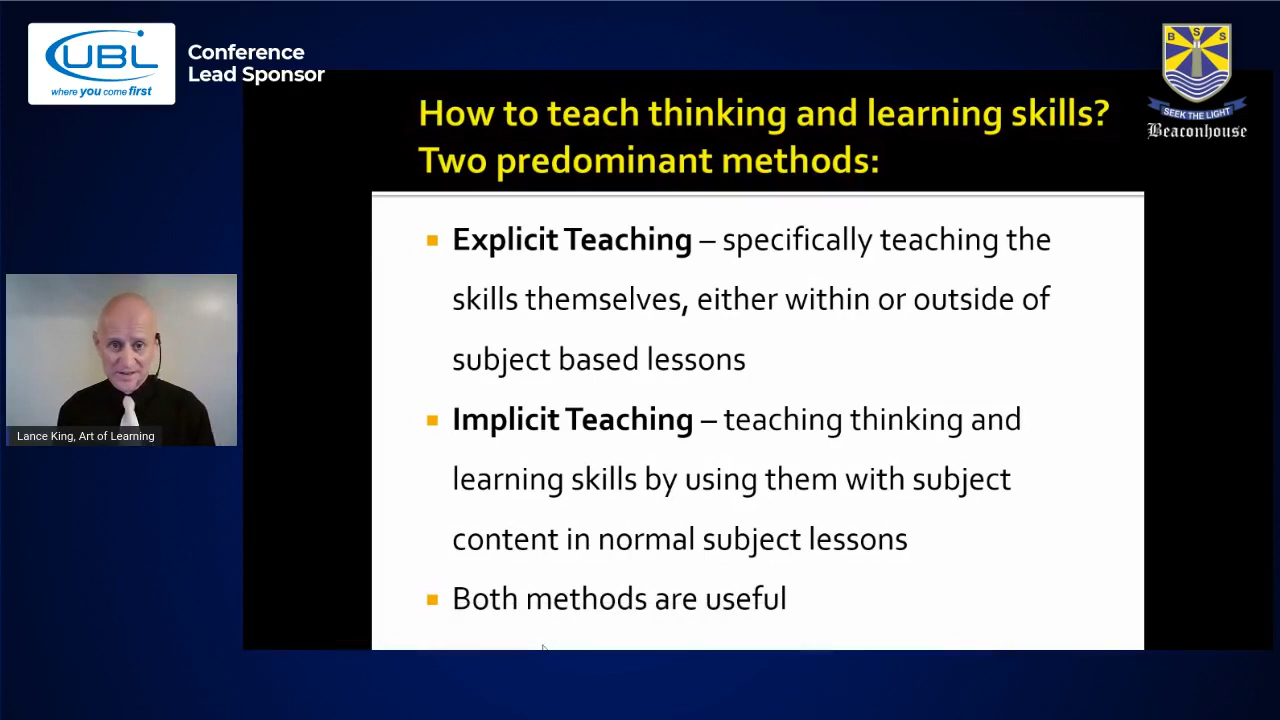 UBL
where you come first
Conference
Lead Sponsor
B S S
SEEK THE LIGHT
Beaconhouse
How to teach thinking and learning skills?
Two predominant methods:
Explicit Teaching – specifically teaching the
skills themselves, either within or outside of
subject based lessons
Implicit Teaching – teaching thinking and
learning skills by using them with subject
content in normal subject lessons
Both methods are useful
Lance King, Art of Learning